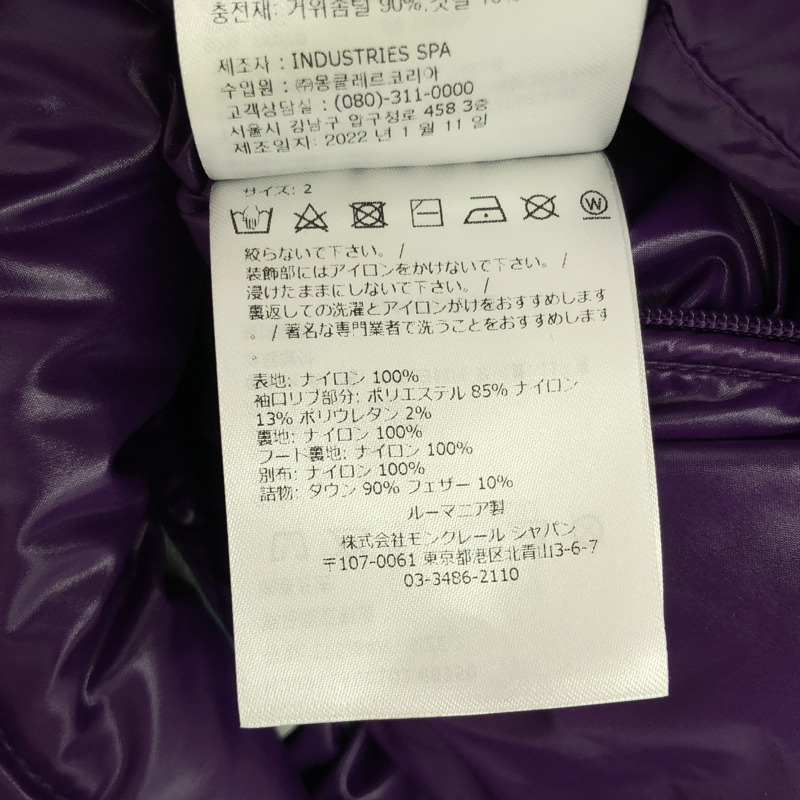 충전재: 거위솜털 90%,깃털 10%
제조사 : INDUSTRIES SPA
수입원 : ㈜몽클레르코리아
고객상담실 : (080)-311-0000
서울시 강남구 압구정로 458 3층
제조일자: 2022 년 1 월 11 일
サイズ: 2
W
絞らないで下さい。 /
装飾部にはアイロンをかけないで下さい。 /
浸けたままにしないで下さい。 /
裏返しての洗濯とアイロンがけをおすすめします
。 / 著名な専門業者で洗うことをおすすめします
。 /
表地: ナイロン 100%
袖口リブ部分: ポリエステル 85% ナイロン
13% ポリウレタン 2%
裏地: ナイロン 100%
フード裏地: ナイロン 100%
別布: ナイロン 100%
詰物: ダウン 90% フェザー 10%
ルーマニア製
株式会社モンクレール ジャパン
〒107-0061 東京都港区北青山3-6-7
03-3486-2110